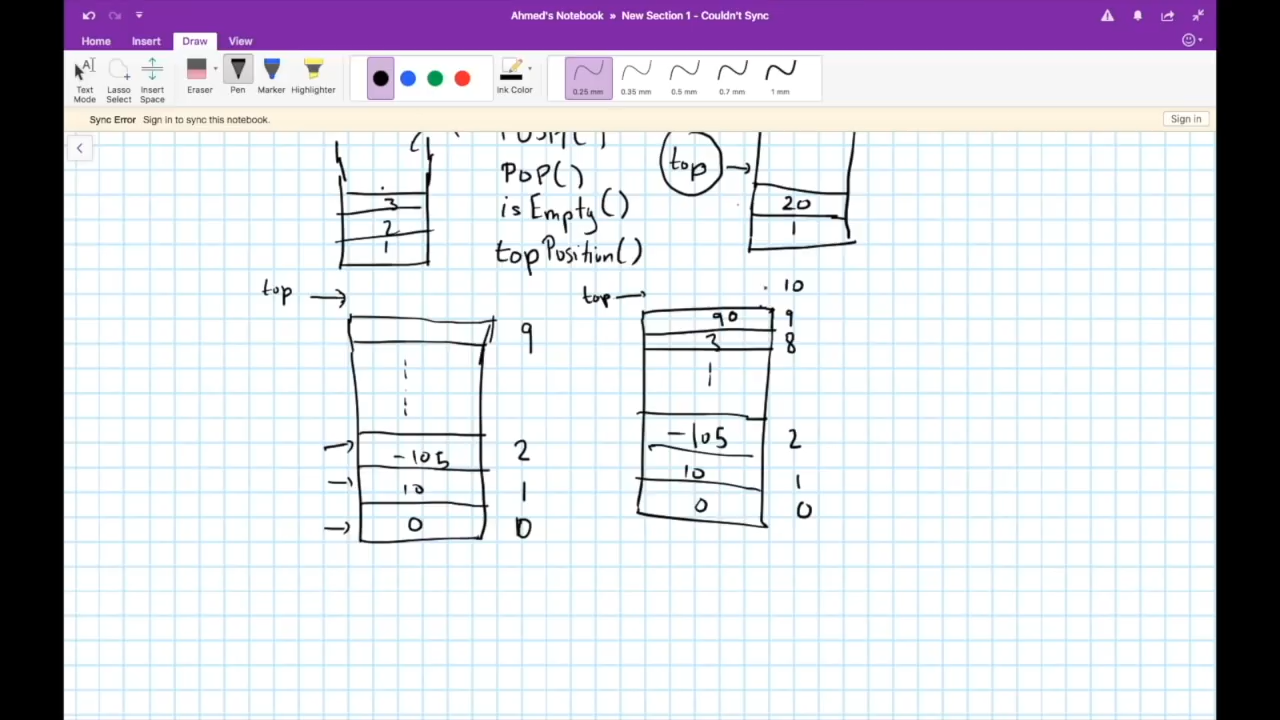 Ahmed's Notebook » New Section 1 - Couldn't Sync
Home Insert Draw View
Text Mode
Lasso Select
Insert Space
Eraser
Pen
Marker
Highlighter
Ink Color
0.25 mm
0.35 mm
0.5 mm
0.7 mm
1 mm
Sync Error Sign in to sync this notebook.
Sign in
PUSH()
POP()
isEmpty()
topPosition()
3
2
1
top →
20
1
top →
9
-105 2
10 1
0 0
top →
10
90 9
3 8
-105 2
10 1
0 0